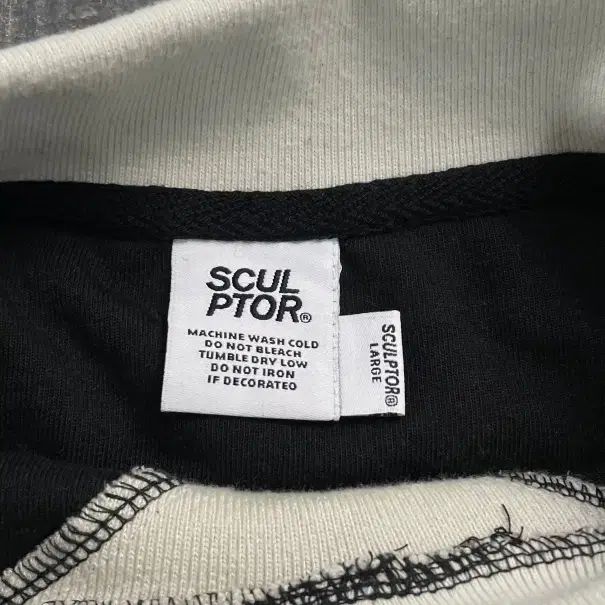 SCUL
PTOR®
MACHINE WASH COLD
DO NOT BLEACH
TUMBLE DRY LOW
DO NOT IRON
IF DECORATED
SCULPTOR®
LARGE